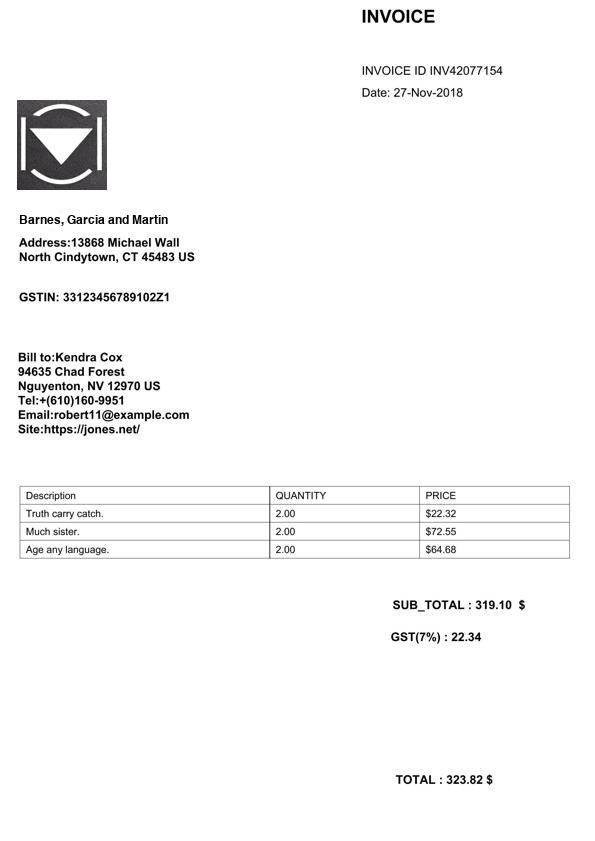 INVOICE
INVOICE ID INV42077154
Date: 27-Nov-2018
Barnes, Garcia and Martin
Address:13868 Michael Wall
North Cindytown, CT 45483 US
GSTIN: 33123456789102Z1
Bill to:Kendra Cox
94635 Chad Forest
Nguyenton, NV 12970 US
Tel:+(610)160-9951
Email:robert11@example.com
Site:https://jones.net/
Description QUANTITY PRICE
Truth carry catch. 2.00 $22.32
Much sister. 2.00 $72.55
Age any language. 2.00 $64.68
SUB_TOTAL : 319.10 $
GST(7%) : 22.34
TOTAL : 323.82 $